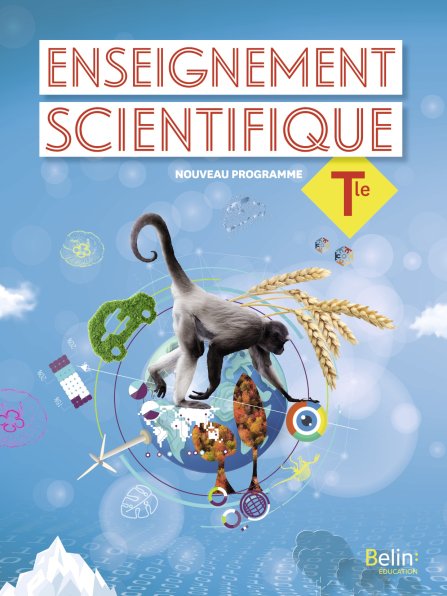 ENSEIGNEMENT
SCIENTIFIQUE
NOUVEAU PROGRAMME
Tle
Belin:
ÉDUCATION